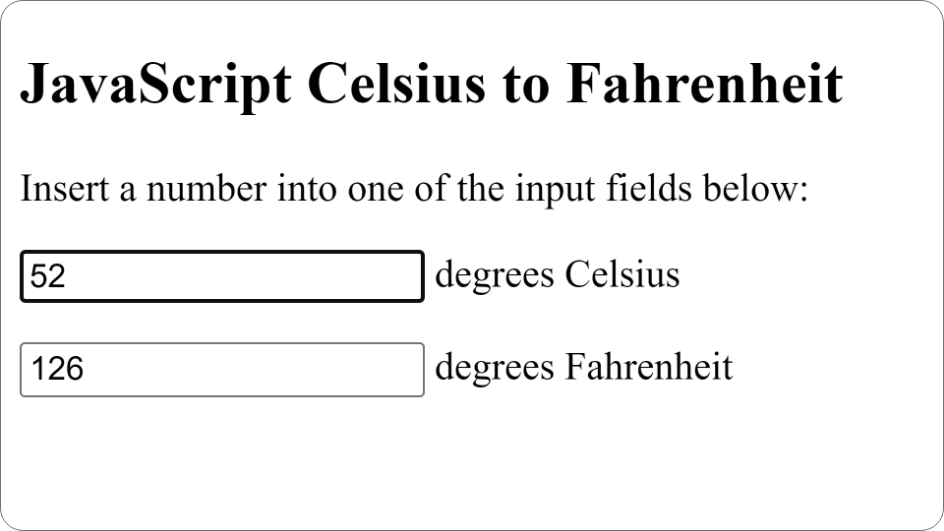 JavaScript Celsius to Fahrenheit
Insert a number into one of the input fields below:
52 degrees Celsius
126 degrees Fahrenheit